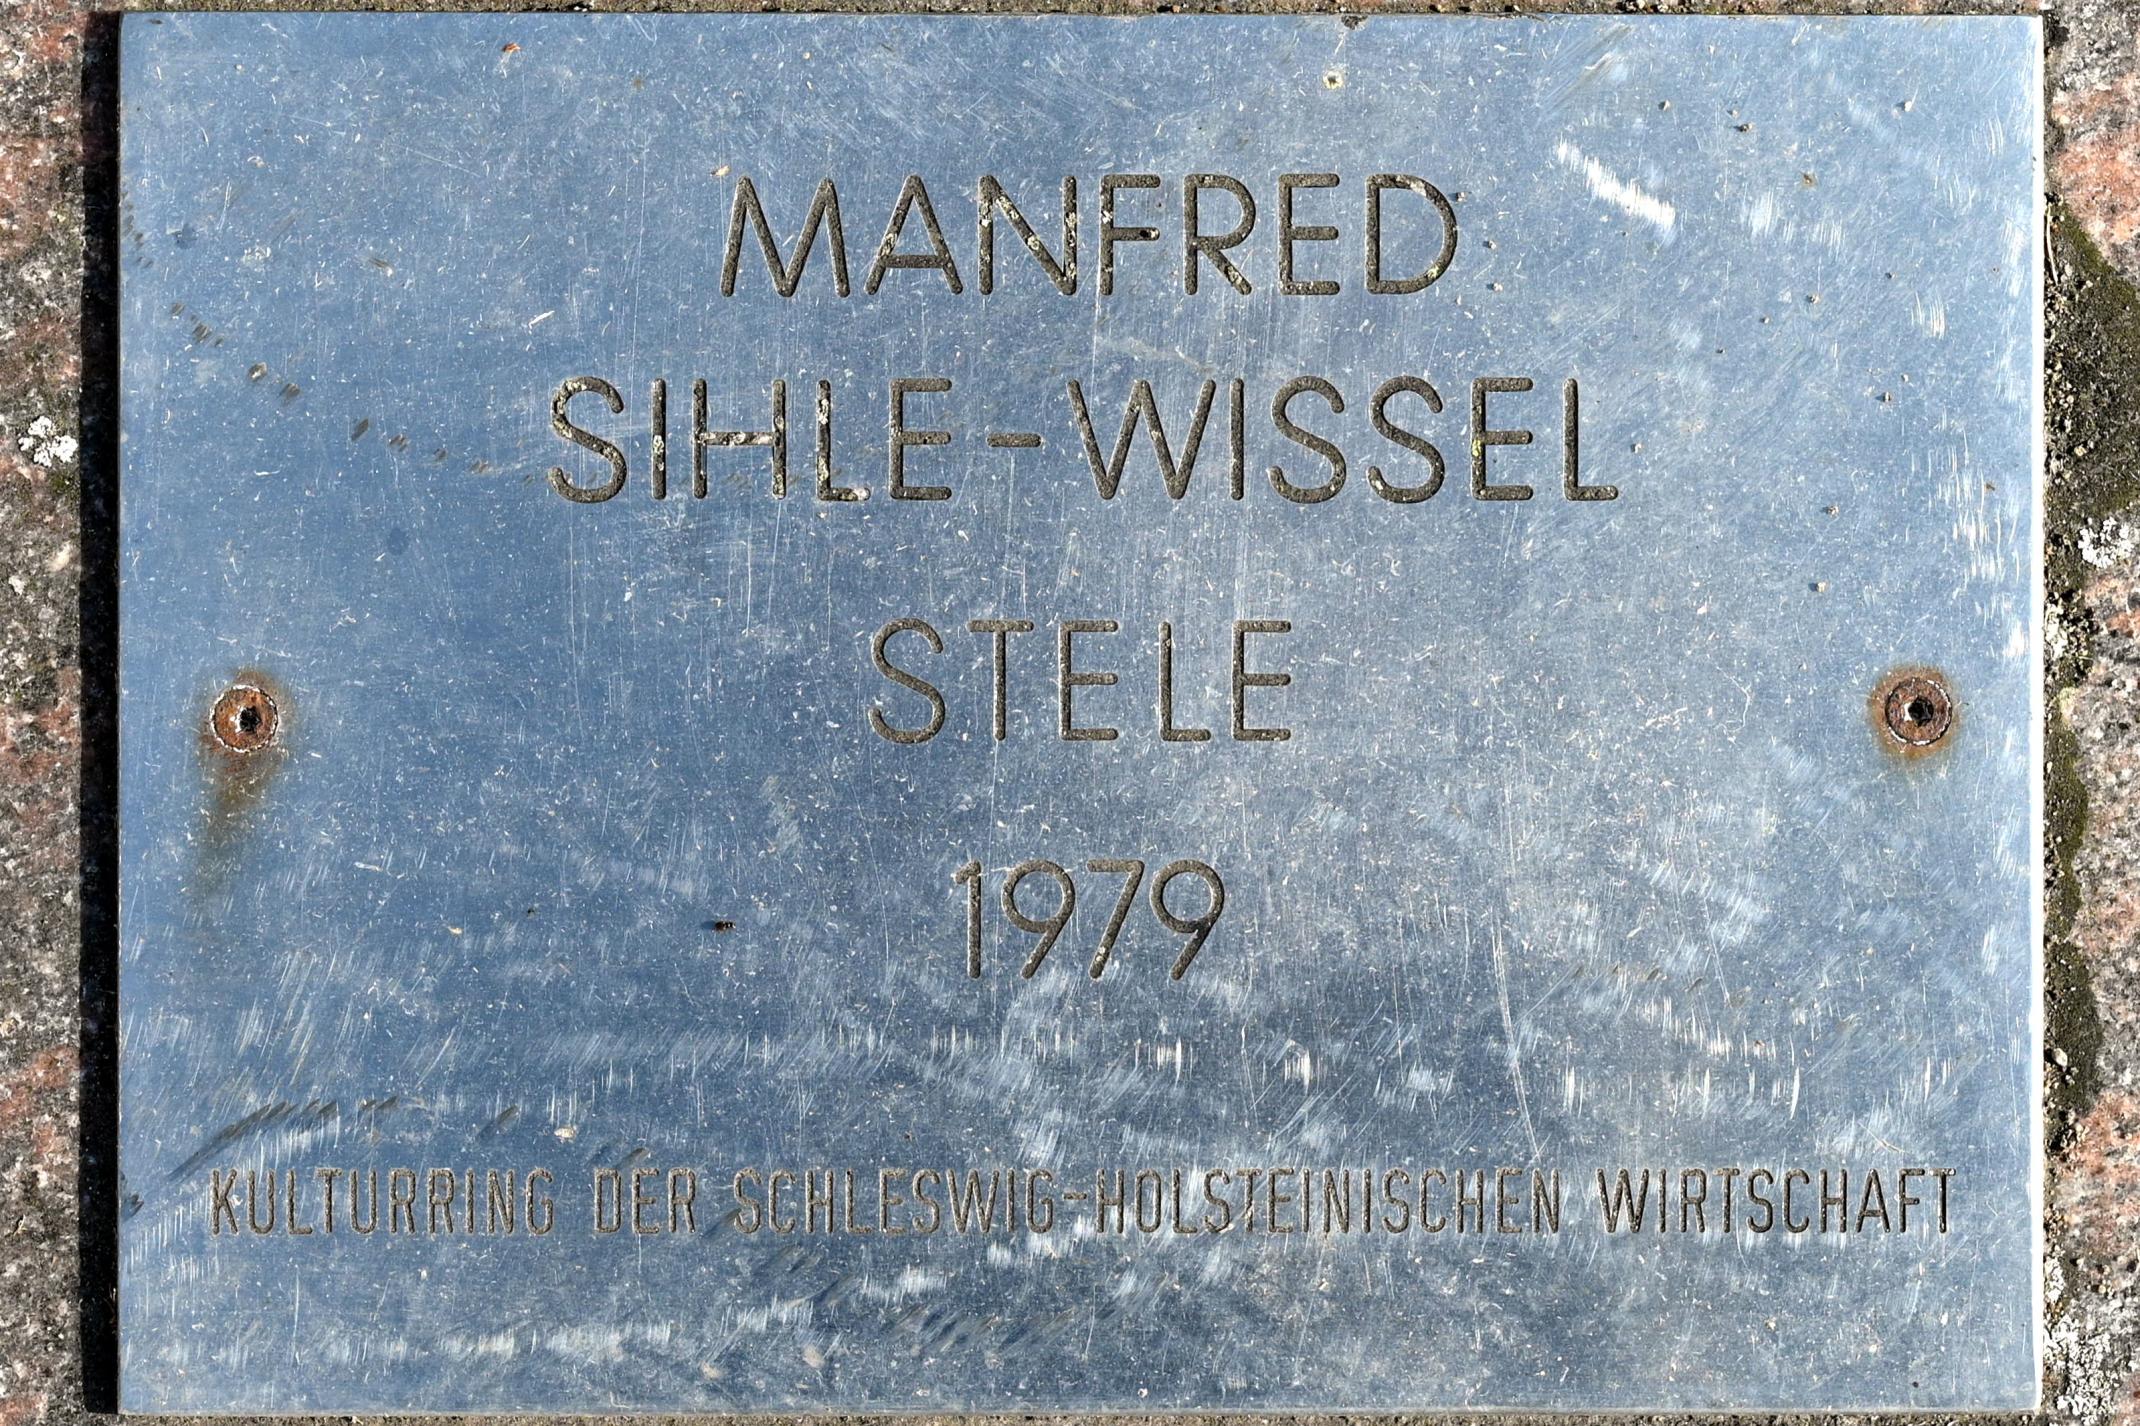 MANFRED
SIHLE-WISSEL
STELE
1979
KULTURRING DER SCHLESWIG-HOLSTEINISCHEN WIRTSCHAFT